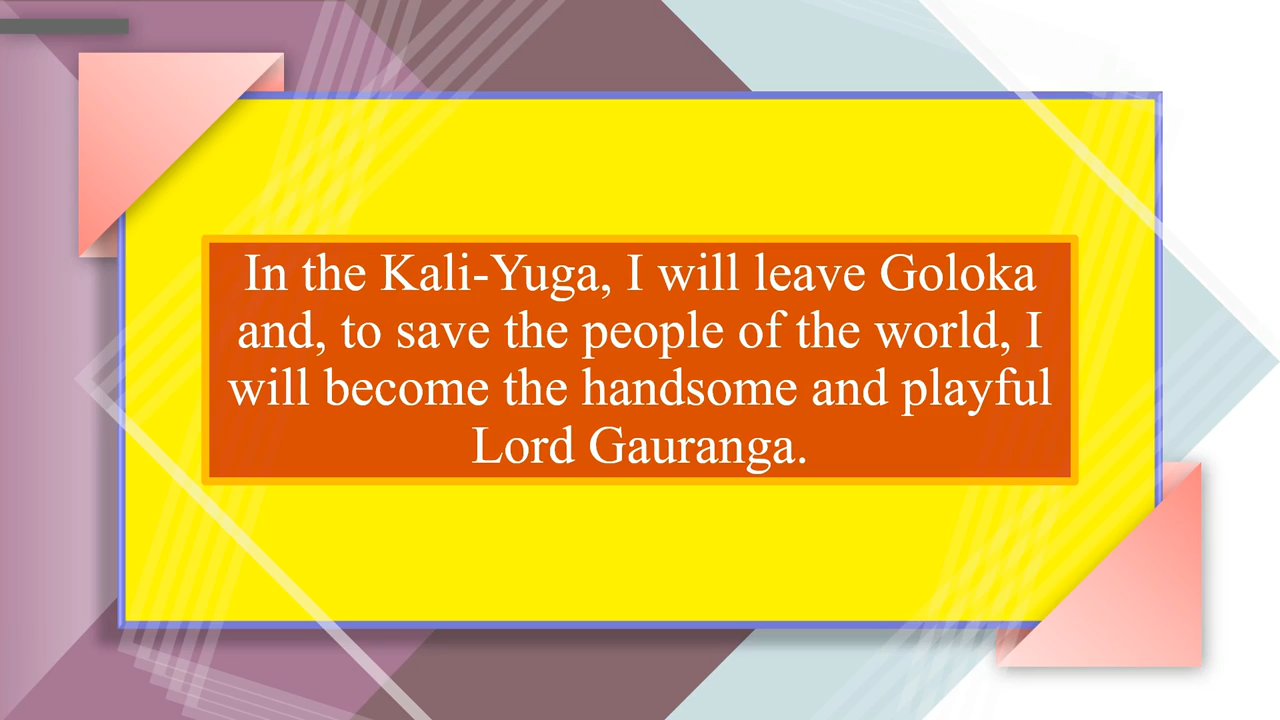 In the Kali-Yuga, I will leave Goloka
and, to save the people of the world, I
will become the handsome and playful
Lord Gauranga.